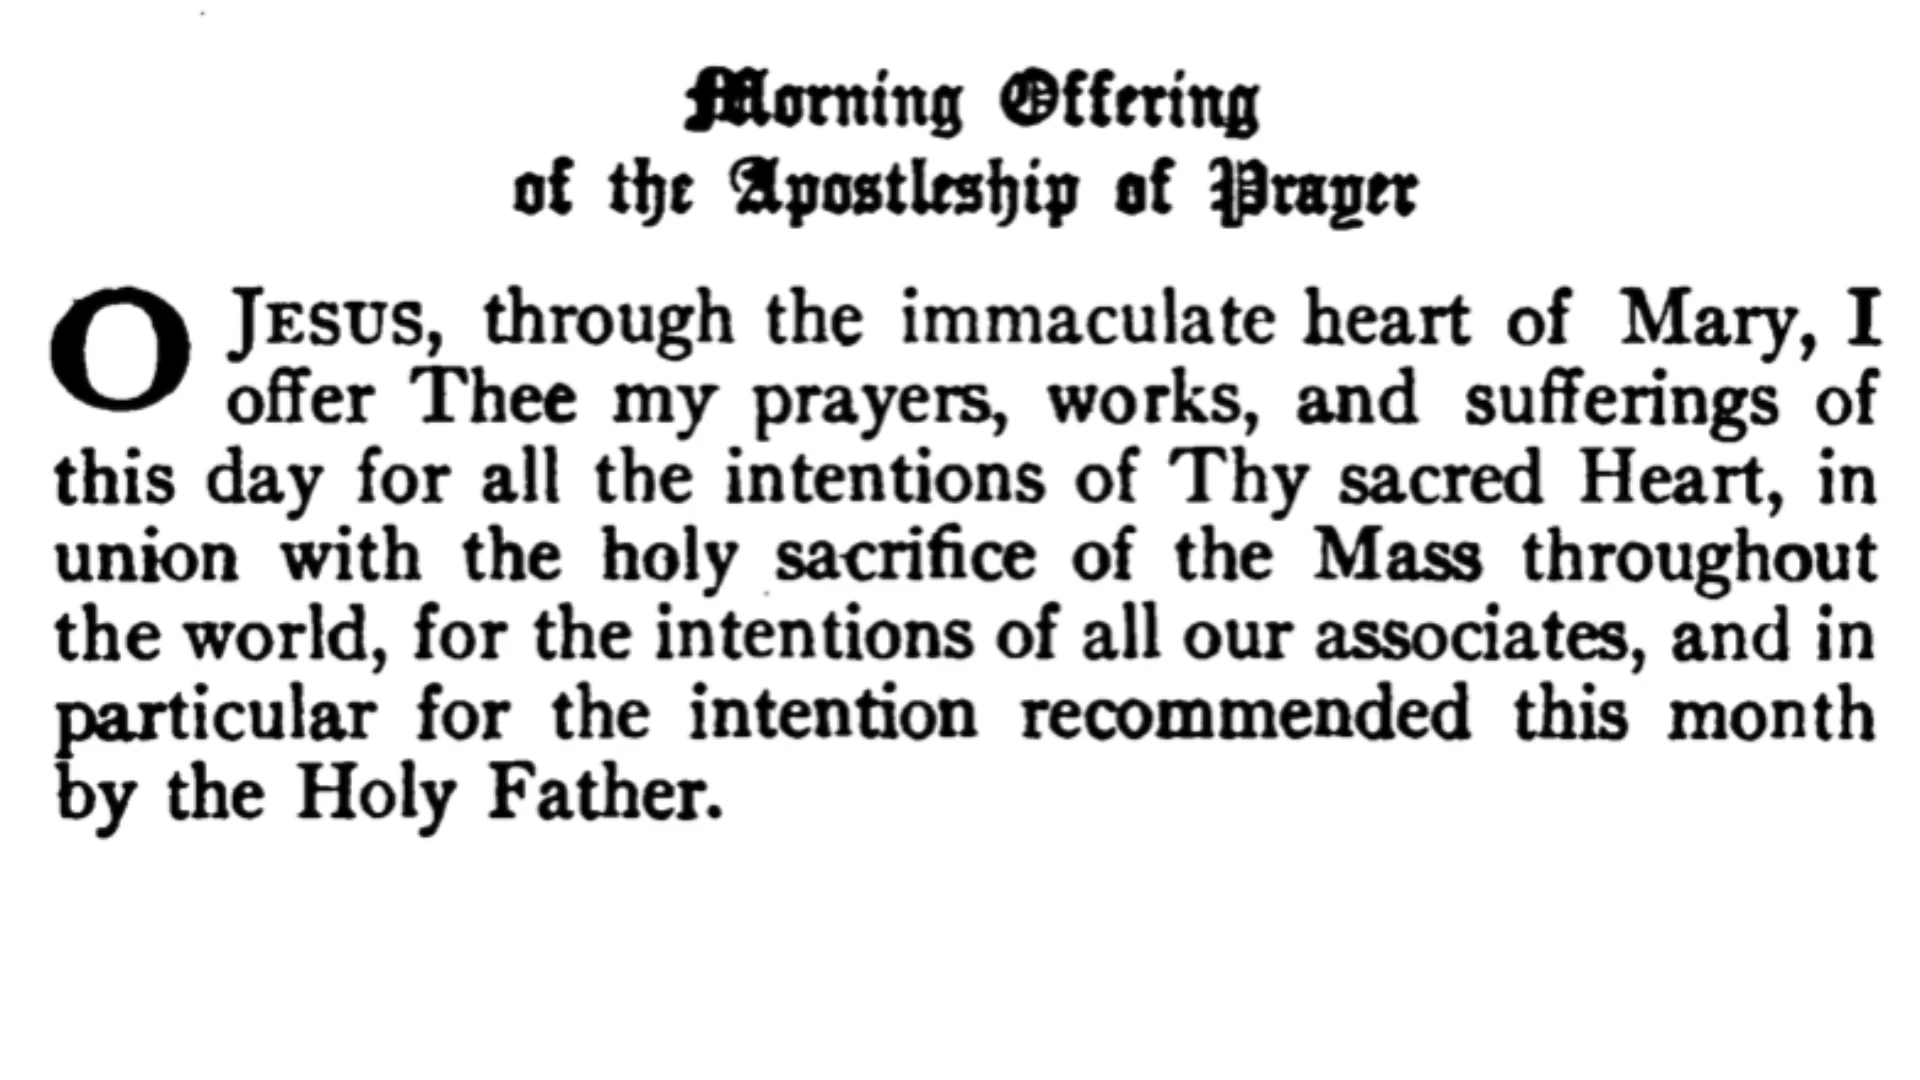 Morning Offering
of the Apostleship of Prayer
O JESUS, through the immaculate heart of Mary, I
offer Thee my prayers, works, and sufferings of
this day for all the intentions of Thy sacred Heart, in
union with the holy sacrifice of the Mass throughout
the world, for the intentions of all our associates, and in
particular for the intention recommended this month
by the Holy Father.